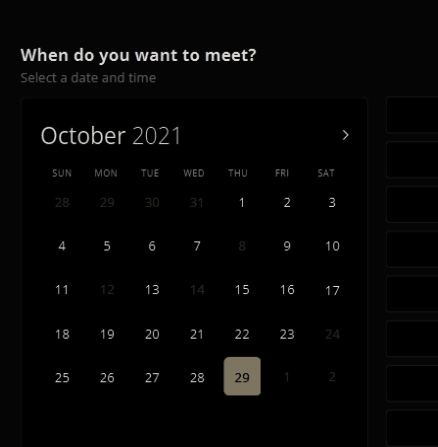 When do you want to meet?
Select a date and time
October 2021
SUN MON TUE WED THU FRI SAT
28 29 30 31 1 2 3
4 5 6 7 8 9 10
11 12 13 14 15 16 17
18 19 20 21 22 23 24
25 26 27 28 29 1 2